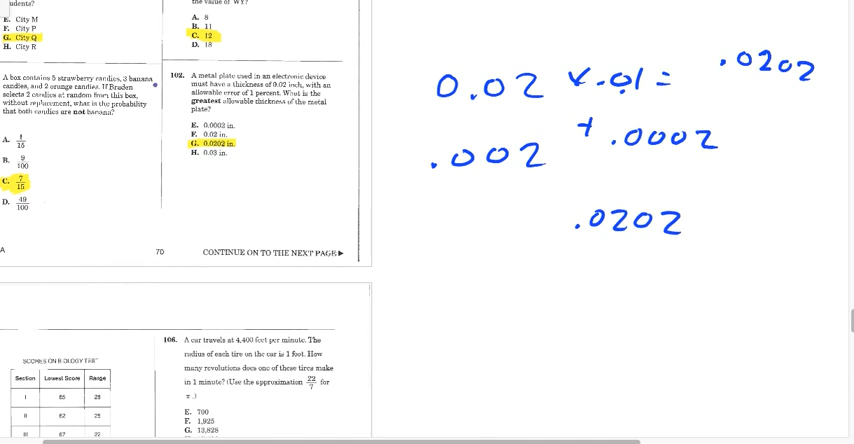 udents?
E. City M
F. City P
G. City Q
H. City R
A box contains 5 strawberry candies, 3 banana
candies, and 2 orange candies. If Braden
selects 2 candies at random from this box,
without replacement, what is the probability
that both candies are not banana?
A. 1/15
B. 9/100
C. 7/15
D. 49/100
A
the value of WY?
A. 8
B. 11
C. 12
D. 18
102. A metal plate used in an electronic device
must have a thickness of 0.02 inch, with an
allowable error of 1 percent. What is the
greatest allowable thickness of the metal
plate?
E. 0.0002 in.
F. 0.02 in.
G. 0.0202 in.
H. 0.03 in.
70 CONTINUE ON TO THE NEXT PAGE ▶
0.02 x .01 = .0202
.002 + .0002
.0202
SCORES ON BIOLOGY TEST
Section Lowest Score Range
I 65 28
II 62 25
III 67 22
106. A car travels at 4,400 feet per minute. The
radius of each tire on the car is 1 foot. How
many revolutions does one of these tires make
in 1 minute? (Use the approximation 22/7 for
π.)
E. 700
F. 1,925
G. 13,828